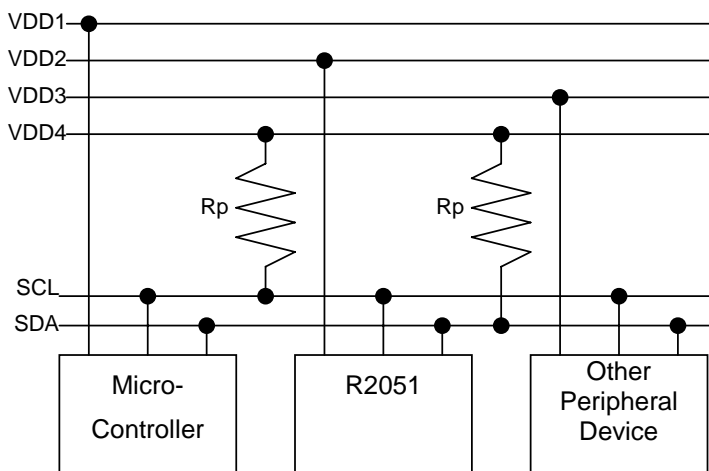 VDD1
VDD2
VDD3
VDD4
Rp
Rp
SCL
SDA
Micro-
Controller
R2051
Other
Peripheral
Device